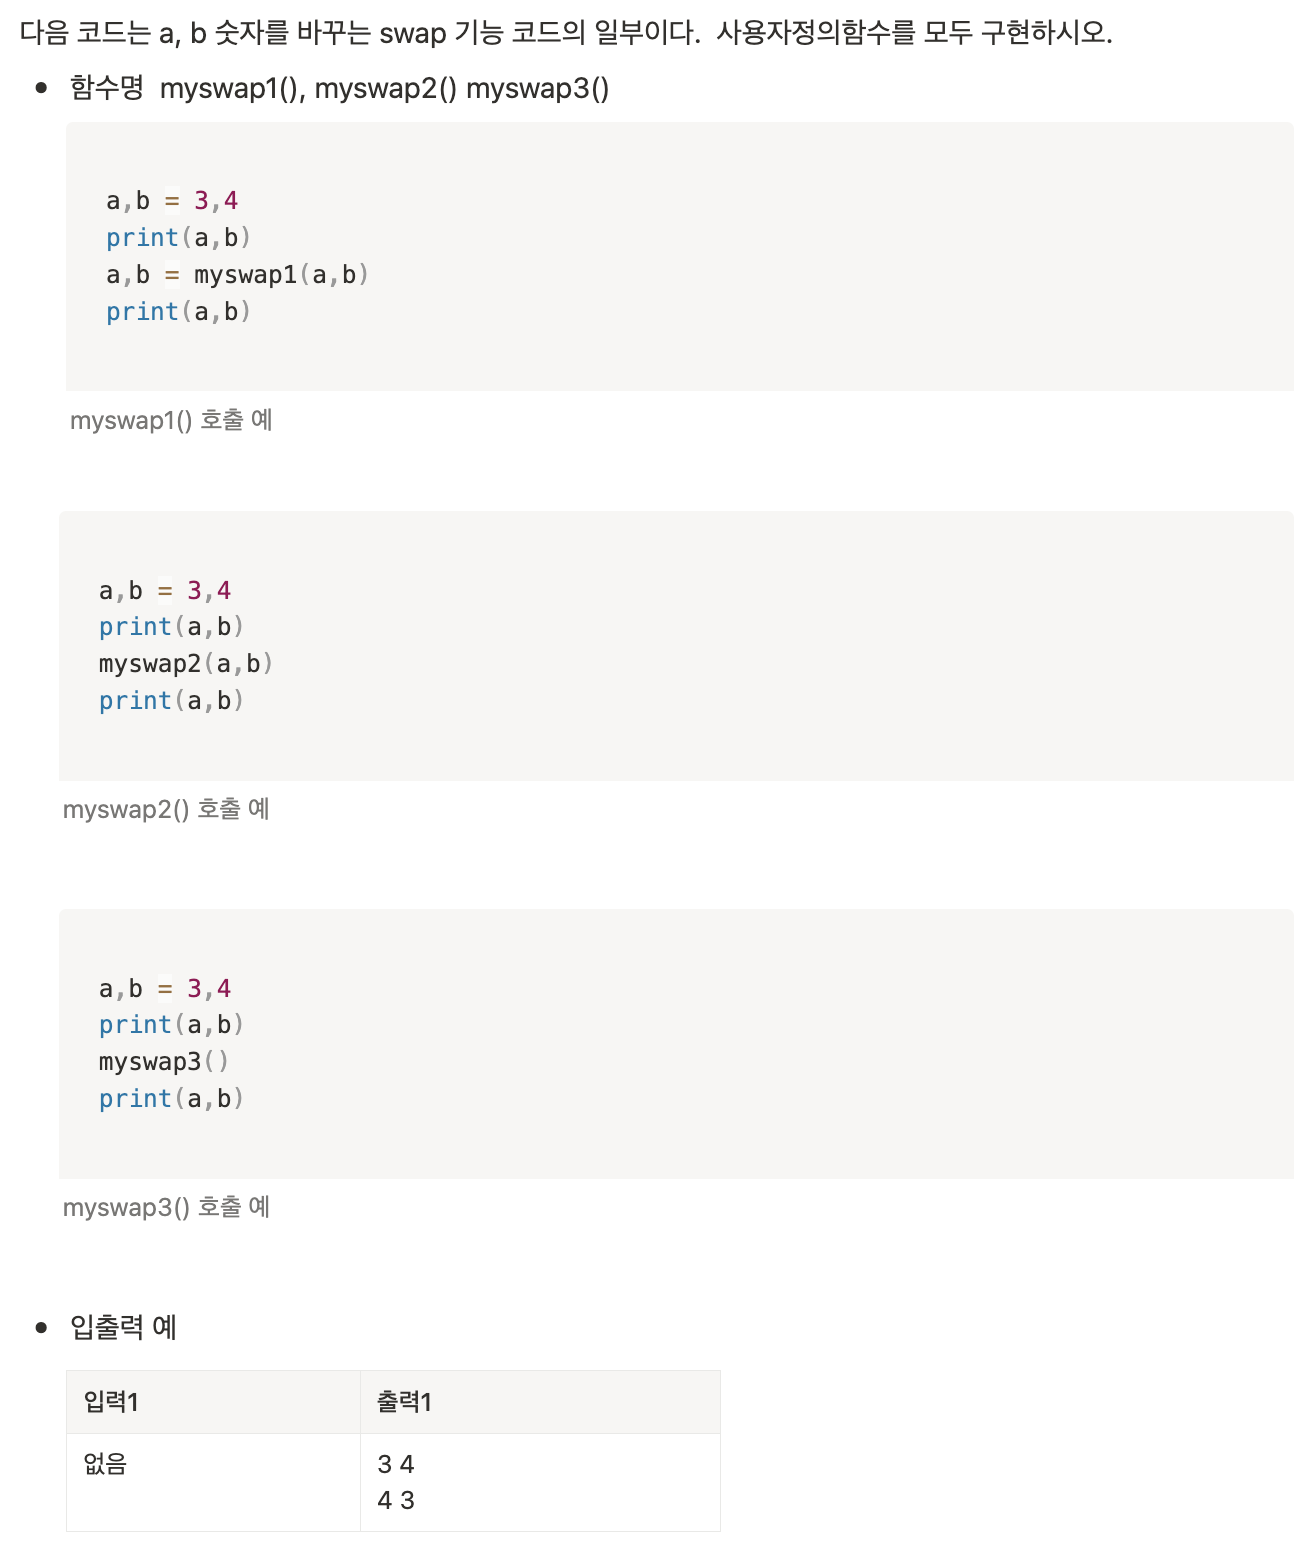 다음 코드는 a, b 숫자를 바꾸는 swap 기능 코드의 일부이다.  사용자정의함수를 모두 구현하시오.
• 함수명  myswap1(), myswap2() myswap3()
a,b = 3,4
print(a,b)
a,b = myswap1(a,b)
print(a,b)
myswap1() 호출 예
a,b = 3,4
print(a,b)
myswap2(a,b)
print(a,b)
myswap2() 호출 예
a,b = 3,4
print(a,b)
myswap3()
print(a,b)
myswap3() 호출 예
• 입출력 예
입력1 출력1
없음 3 4
4 3